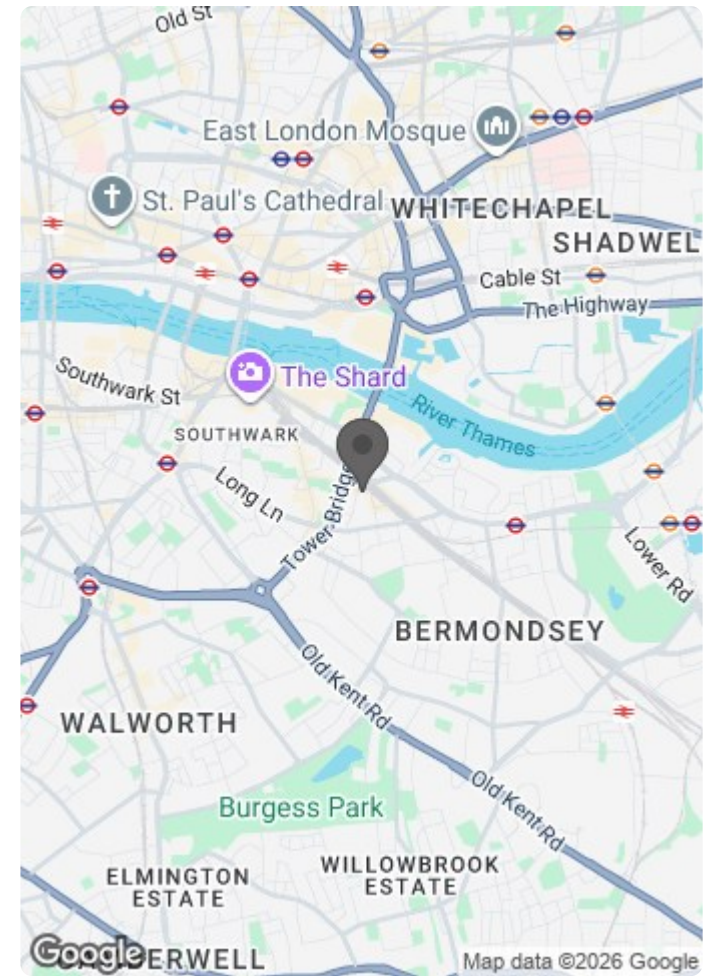 Old St
East London Mosque
St. Paul's Cathedral
WHITECHAPEL
SHADWEL
Cable St
The Highway
Southwark St
The Shard
River Thames
SOUTHWARK
Long Ln
Tower Bridge
Lower Rd
BERMONDSEY
Old Kent Rd
WALWORTH
Old Kent Rd
Burgess Park
ELMINGTON
ESTATE
WILLOWBROOK
ESTATE
Google
BERWELL
Map data ©2026 Google